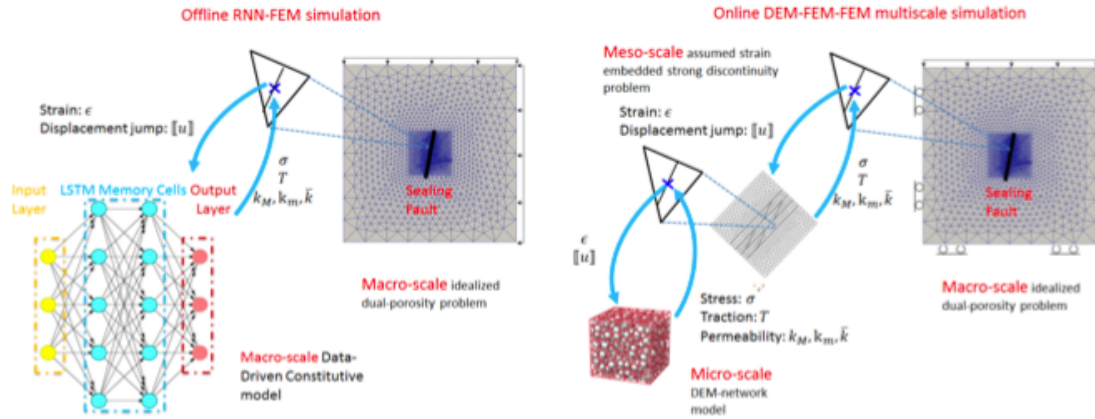 Offline RNN-FEM simulation
Strain: ϵ
Displacement jump: ⟦u⟧
σ
T
k_M, k_m, k̄
Input
Layer
LSTM Memory Cells
Output
Layer
Sealing
Fault
Macro-scale idealized
dual-porosity problem
Macro-scale Data-
Driven Constitutive
model
Online DEM-FEM-FEM multiscale simulation
Meso-scale assumed strain
embedded strong discontinuity
problem
Strain: ϵ
Displacement jump: ⟦u⟧
σ
T
k_M, k_m, k̄
Sealing
Fault
ϵ
⟦u⟧
Stress: σ
Traction: T
Permeability: k_M, k_m, k̄
Macro-scale idealized
dual-porosity problem
Micro-scale
DEM-network
model